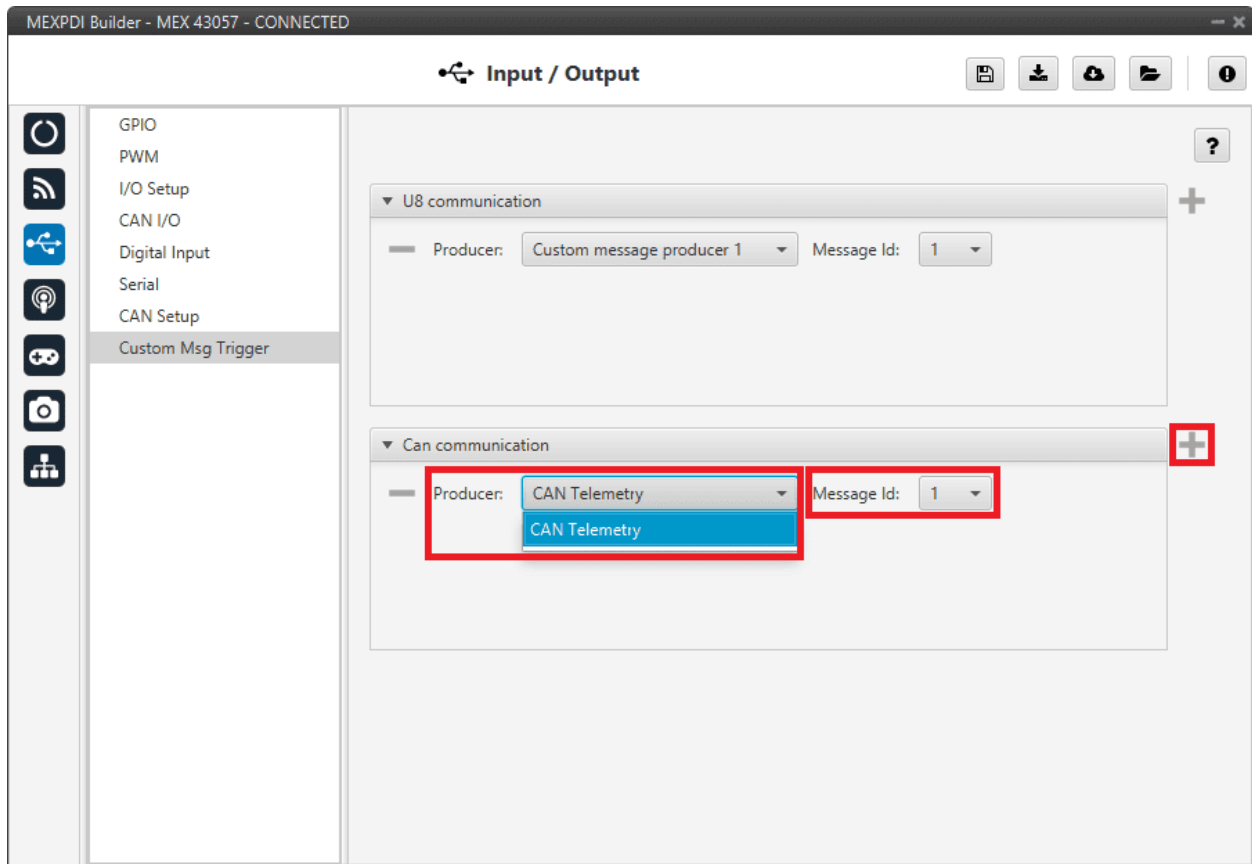 MEXPDI Builder - MEX 43057 - CONNECTED
Input / Output
GPIO
PWM
I/O Setup
CAN I/O
Digital Input
Serial
CAN Setup
Custom Msg Trigger
?
U8 communication
Producer: Custom message producer 1 Message Id: 1
Can communication
Producer: CAN Telemetry Message Id: 1
CAN Telemetry